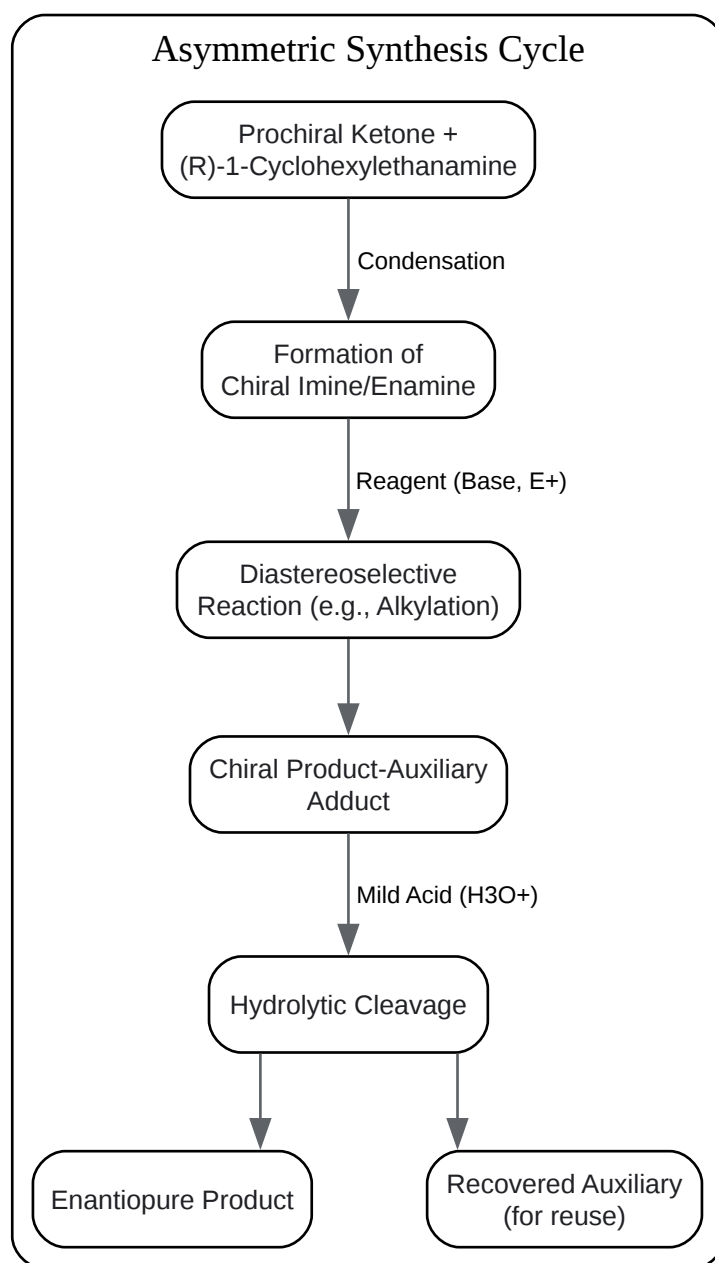 Asymmetric Synthesis Cycle
Prochiral Ketone +
(R)-1-Cyclohexylethanamine
Condensation
Formation of
Chiral Imine/Enamine
Reagent (Base, E+)
Diastereoselective
Reaction (e.g., Alkylation)
Chiral Product-Auxiliary
Adduct
Mild Acid (H3O+)
Hydrolytic Cleavage
Enantiopure Product
Recovered Auxiliary
(for reuse)